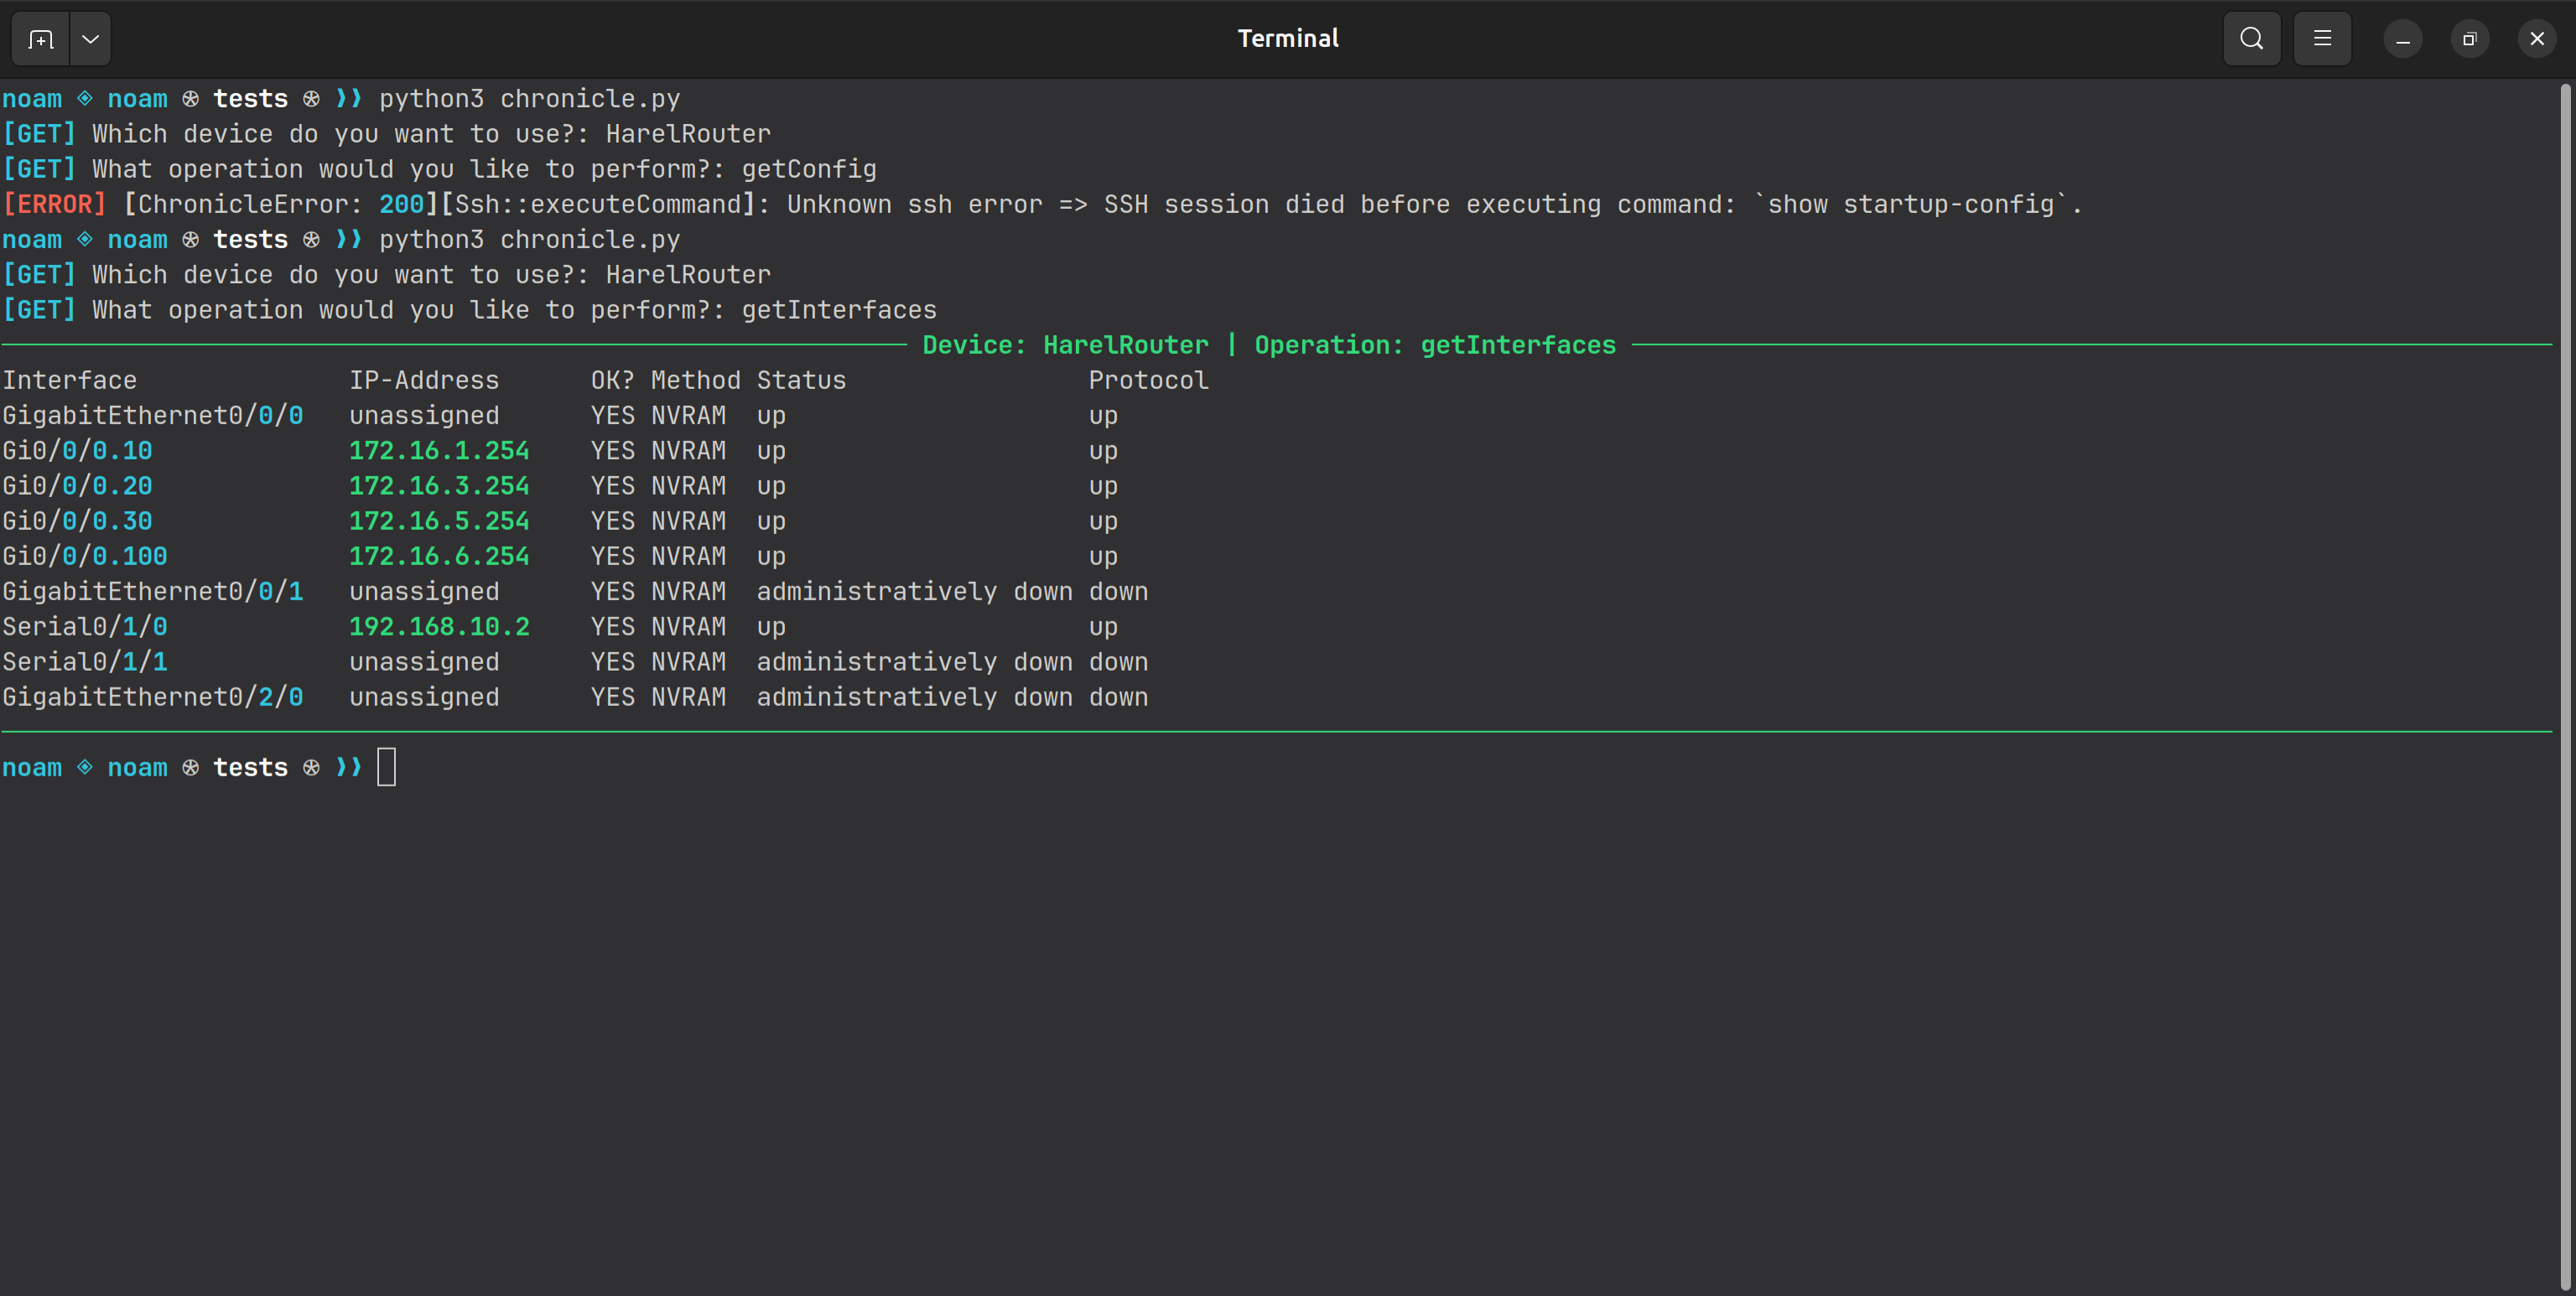 Terminal
noam ◈ noam ⍟ tests ⍟ ❫❫ python3 chronicle.py
[GET] Which device do you want to use?: HarelRouter
[GET] What operation would you like to perform?: getConfig
[ERROR] [ChronicleError: 200][Ssh::executeCommand]: Unknown ssh error => SSH session died before executing command: `show startup-config`.
noam ◈ noam ⍟ tests ⍟ ❫❫ python3 chronicle.py
[GET] Which device do you want to use?: HarelRouter
[GET] What operation would you like to perform?: getInterfaces
Device: HarelRouter | Operation: getInterfaces
Interface              IP-Address      OK? Method Status                Protocol
GigabitEthernet0/0/0   unassigned      YES NVRAM  up                    up
Gi0/0/0.10             172.16.1.254    YES NVRAM  up                    up
Gi0/0/0.20             172.16.3.254    YES NVRAM  up                    up
Gi0/0/0.30             172.16.5.254    YES NVRAM  up                    up
Gi0/0/0.100            172.16.6.254    YES NVRAM  up                    up
GigabitEthernet0/0/1   unassigned      YES NVRAM  administratively down down
Serial0/1/0            192.168.10.2    YES NVRAM  up                    up
Serial0/1/1            unassigned      YES NVRAM  administratively down down
GigabitEthernet0/2/0   unassigned      YES NVRAM  administratively down down
noam ◈ noam ⍟ tests ⍟ ❫❫